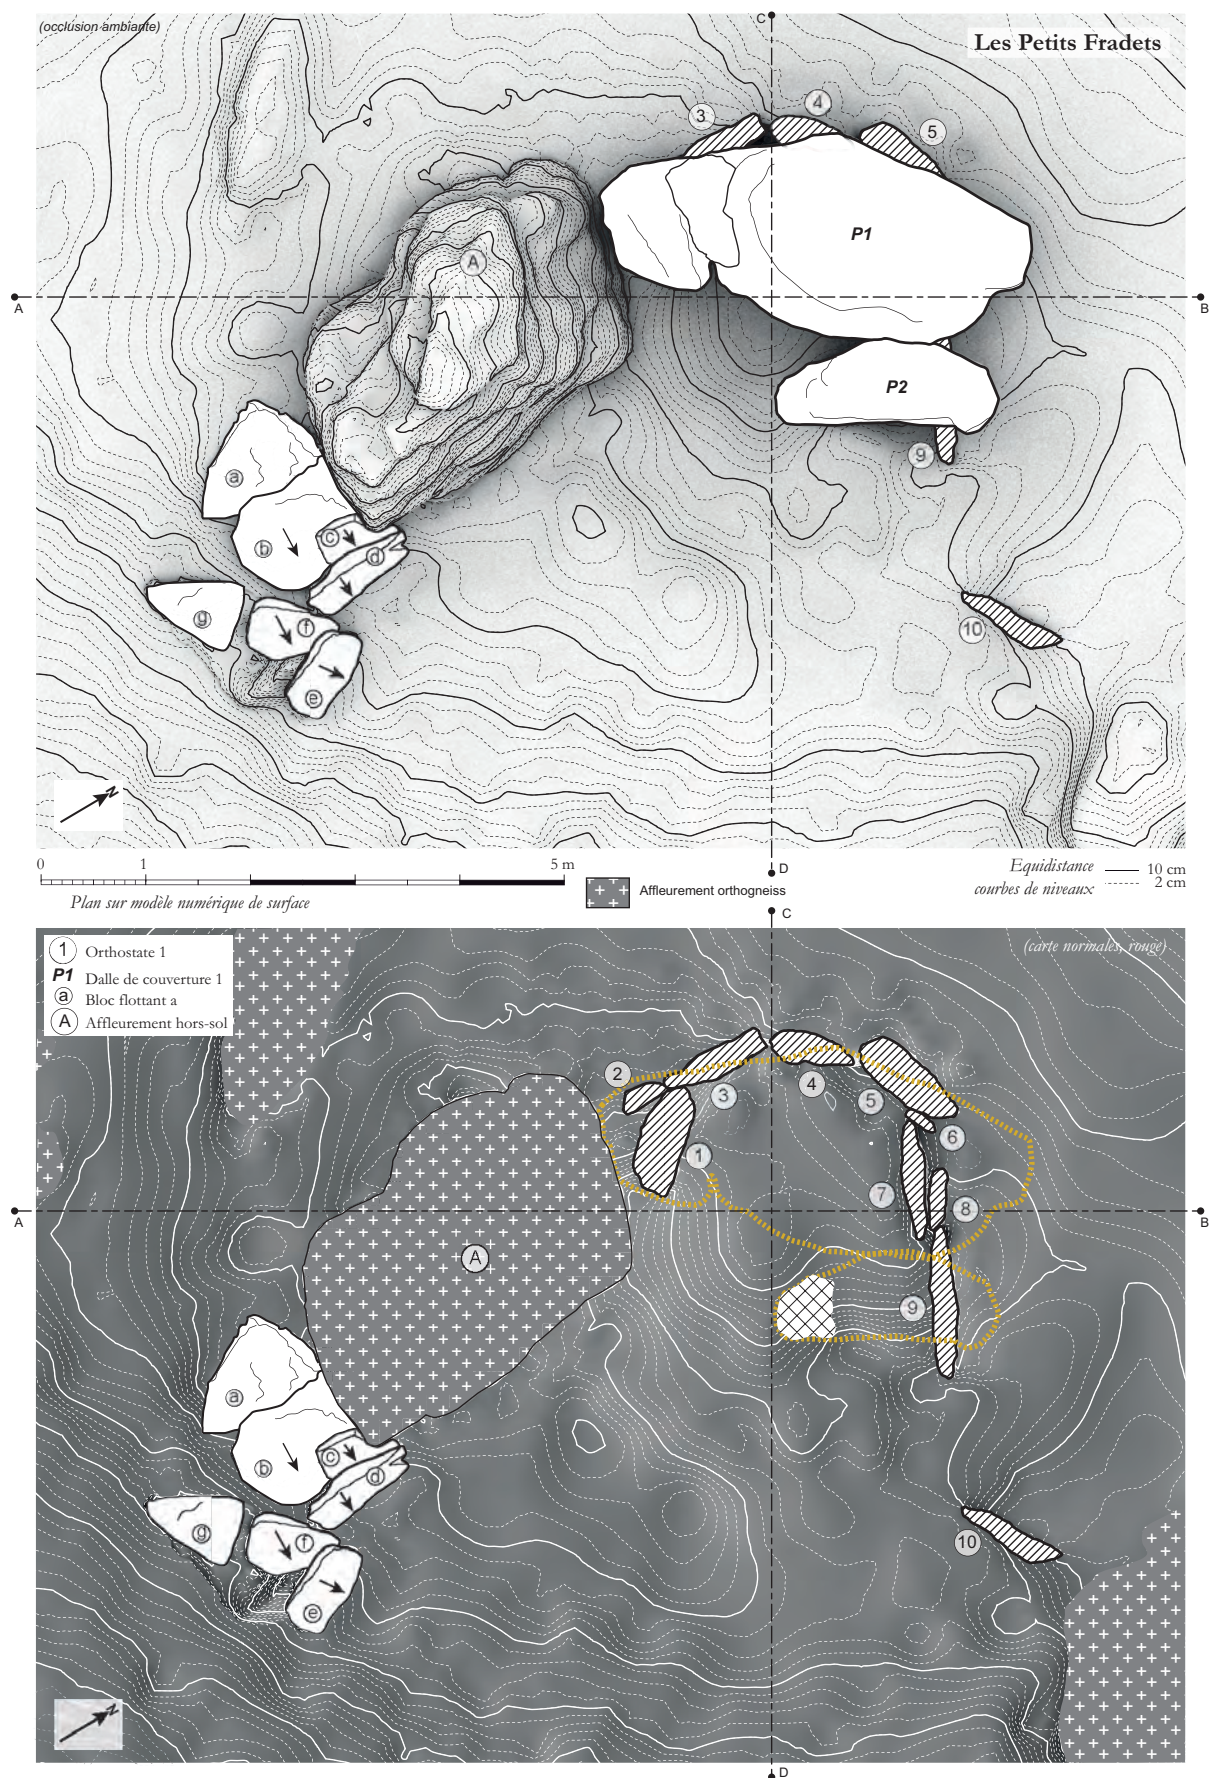 (occlusion ambiante)
C
Les Petits Fradets
3
4
5
P1
A
A
B
P2
9
a
b
c
d
g
f
e
10
N
0 1 5 m
Plan sur modèle numérique de surface
Affleurement orthogneiss
D
Equidistance
courbes de niveaux
10 cm
2 cm
C
1 Orthostate 1
P1 Dalle de couverture 1
a Bloc flottant a
A Affleurement hors-sol
(carte normales, rouge)
2
3
4
5
6
1
7
8
A
B
A
9
a
b
c
d
g
f
e
10
N
D